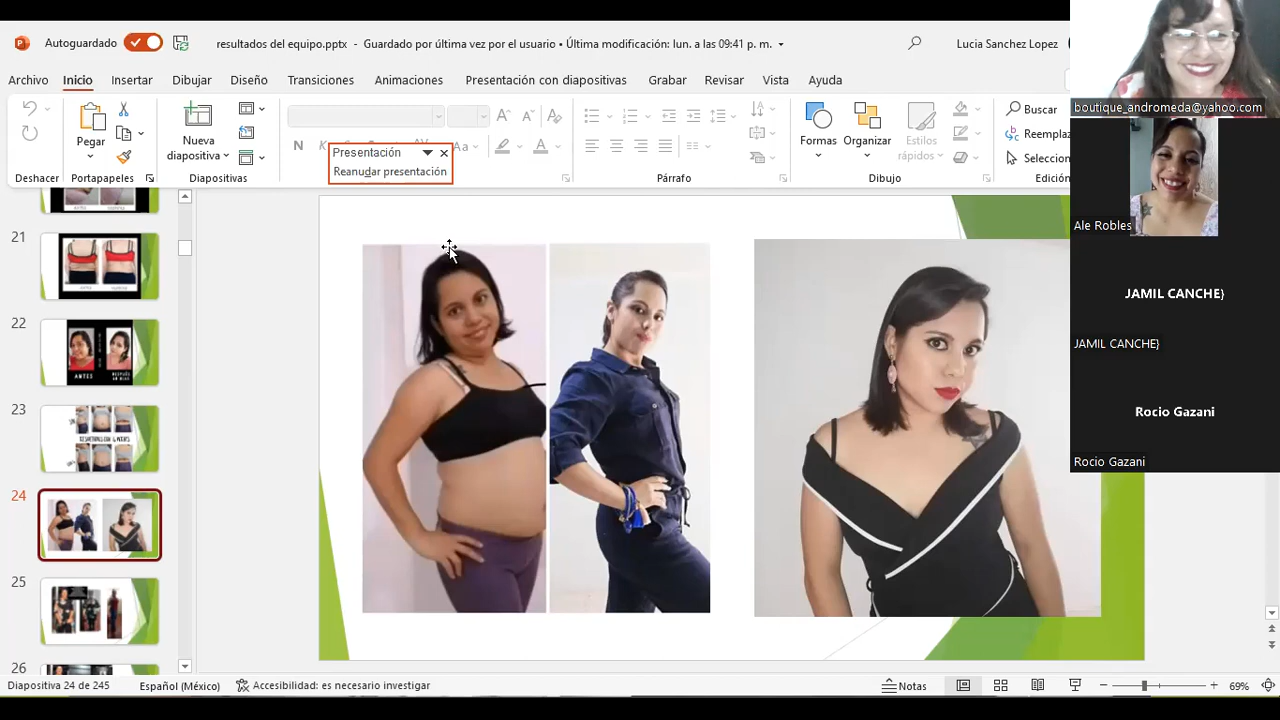 Autoguardado
resultados del equipo.pptx - Guardado por última vez por el usuario • Última modificación: lun. a las 09:41 p. m.
Lucia Sanchez Lopez
Archivo Inicio Insertar Dibujar Diseño Transiciones Animaciones Presentación con diapositivas Grabar Revisar Vista Ayuda
Pegar
Nueva
diapositiva
N K
Aa
Formas
Organizar
Estilos
rápidos
Buscar
Reemplaz
Seleccion
Presentación
Reanudar presentación
Deshacer
Portapapeles
Diapositivas
Párrafo
Dibujo
Edición
boutique_andromeda@yahoo.com
Ale Robles
JAMIL CANCHE}
JAMIL CANCHE}
Rocio Gazani
Rocio Gazani
21
22
ANTES
23
24
25
26
Diapositiva 24 de 245
Español (México)
Accesibilidad: es necesario investigar
Notas
69%